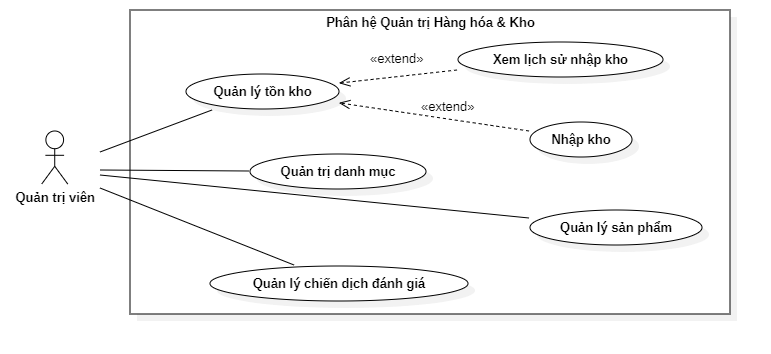 Phân hệ Quản trị Hàng hóa & Kho
«extend»
Xem lịch sử nhập kho
Quản lý tồn kho
«extend»
Nhập kho
Quản trị danh mục
Quản trị viên
Quản lý sản phẩm
Quản lý chiến dịch đánh giá